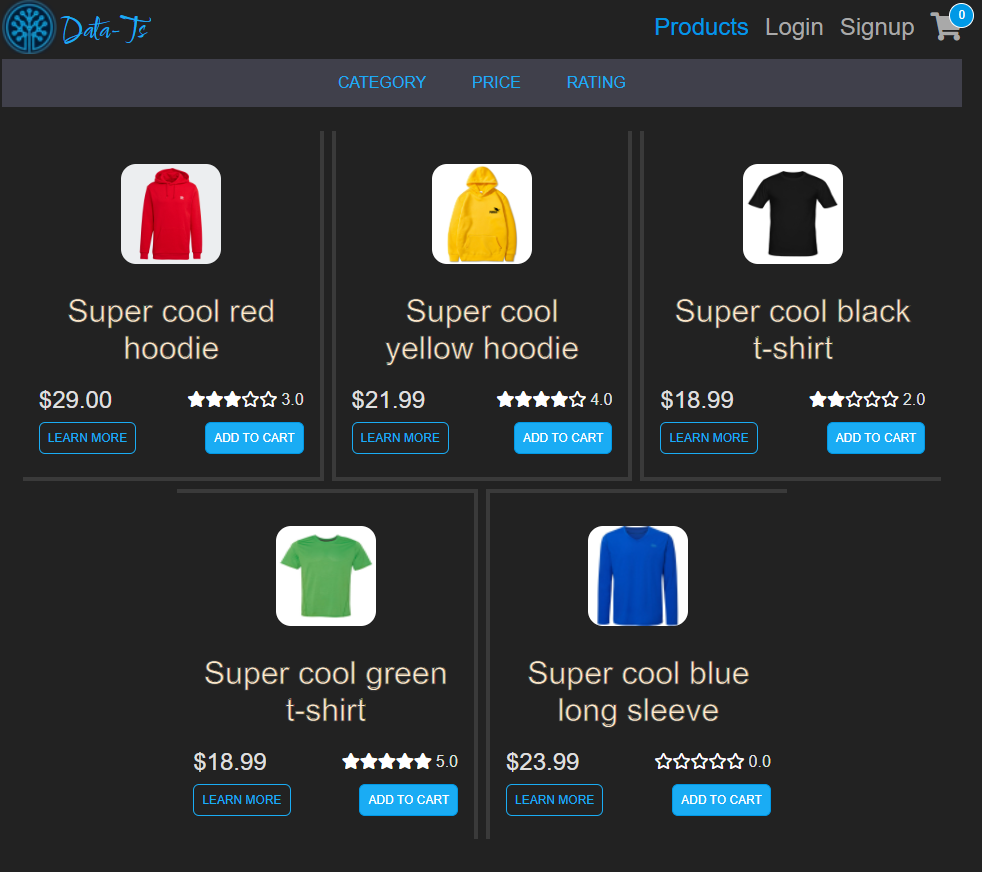 Data-Ts
Products Login Signup 0
CATEGORY PRICE RATING
Super cool red
hoodie
$29.00 3.0
LEARN MORE ADD TO CART
Super cool
yellow hoodie
$21.99 4.0
LEARN MORE ADD TO CART
Super cool black
t-shirt
$18.99 2.0
LEARN MORE ADD TO CART
Super cool green
t-shirt
$18.99 5.0
LEARN MORE ADD TO CART
Super cool blue
long sleeve
$23.99 0.0
LEARN MORE ADD TO CART